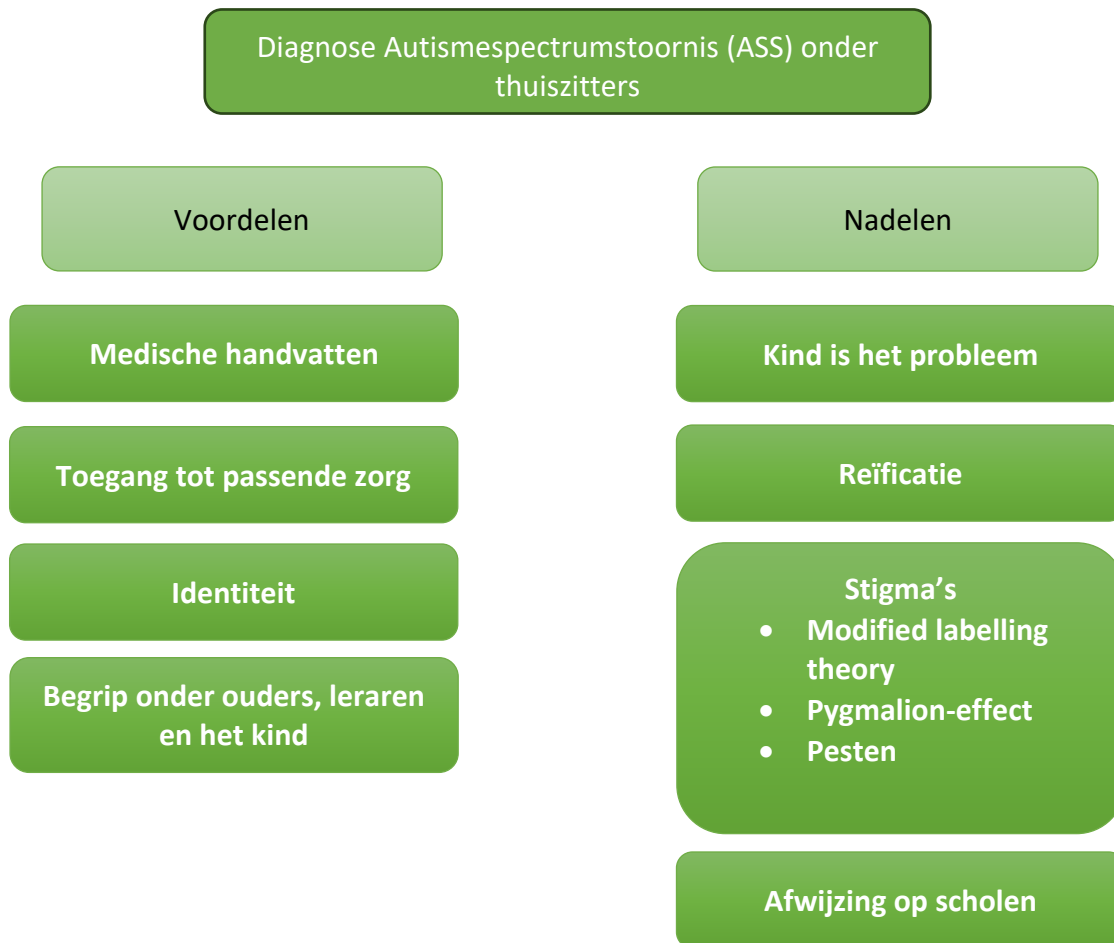 Diagnose Autismespectrumstoornis (ASS) onder
thuiszitters
Voordelen
Medische handvatten
Toegang tot passende zorg
Identiteit
Begrip onder ouders, leraren
en het kind
Nadelen
Kind is het probleem
Reïficatie
Stigma's
• Modified labelling
theory
• Pygmalion-effect
• Pesten
Afwijzing op scholen